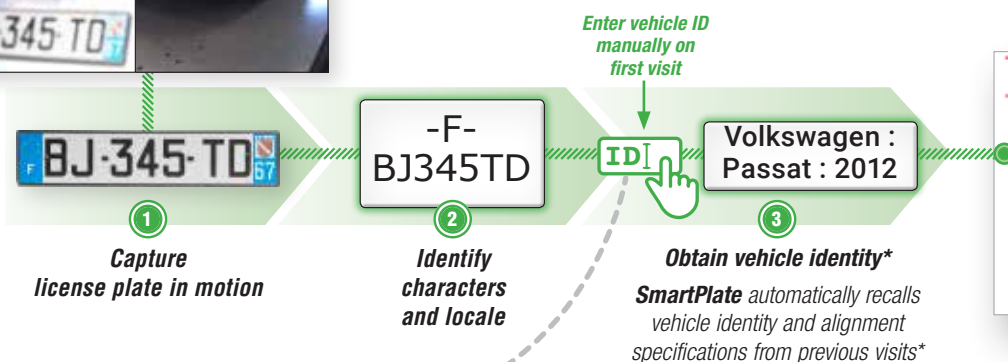 345-TD
Enter vehicle ID
manually on
first visit
F BJ-345-TD 67
-F-
BJ345TD
ID
Volkswagen :
Passat : 2012
1
Capture
license plate in motion
2
Identify
characters
and locale
3
Obtain vehicle identity*
SmartPlate automatically recalls
vehicle identity and alignment
specifications from previous visits*